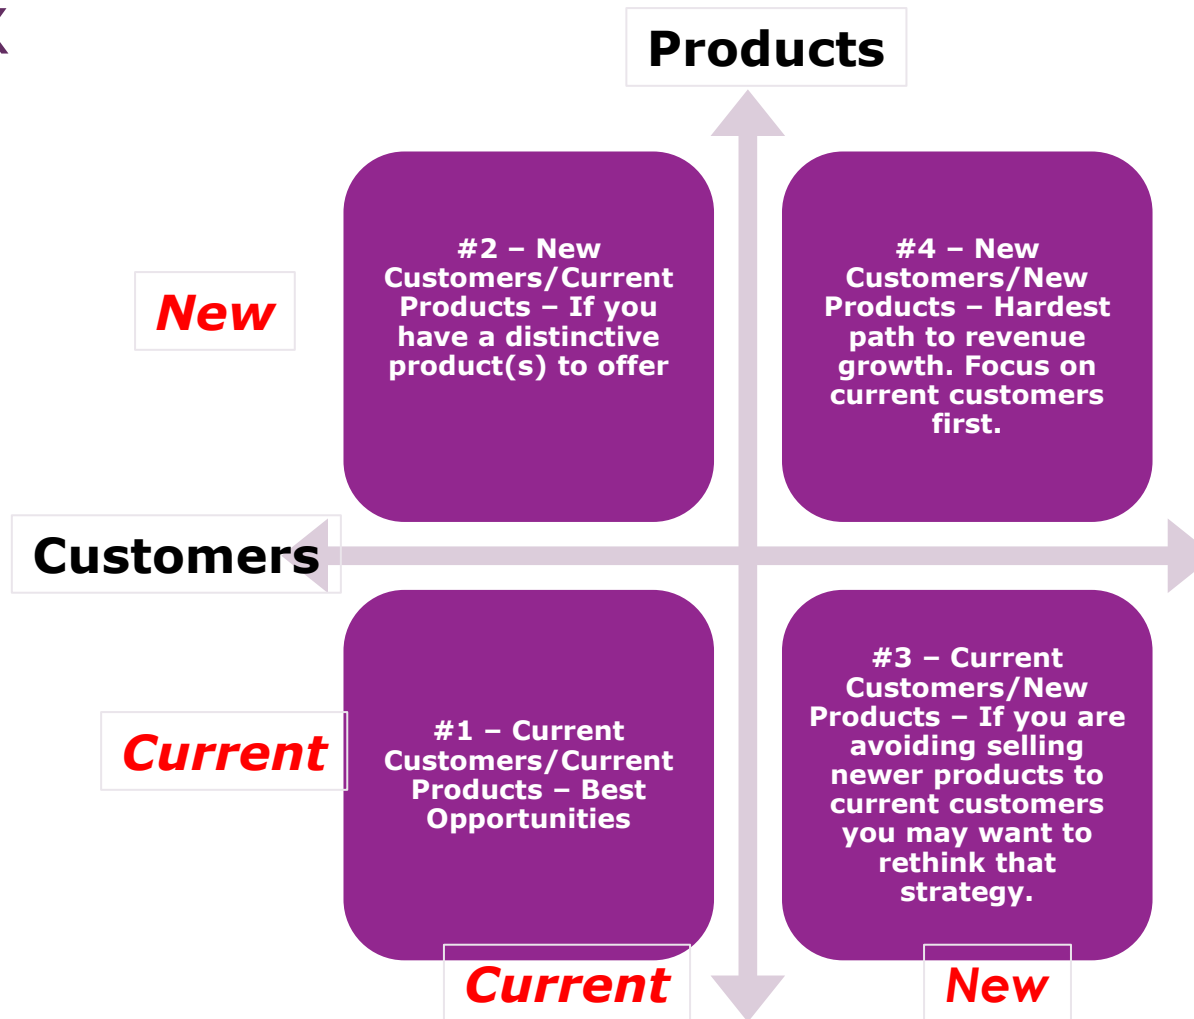 Products
#2 – New
Customers/Current
Products – If you
have a distinctive
product(s) to offer
#4 – New
Customers/New
Products – Hardest
path to revenue
growth. Focus on
current customers
first.
New
Customers
#1 – Current
Customers/Current
Products – Best
Opportunities
#3 – Current
Customers/New
Products – If you are
avoiding selling
newer products to
current customers
you may want to
rethink that
strategy.
Current
Current
New